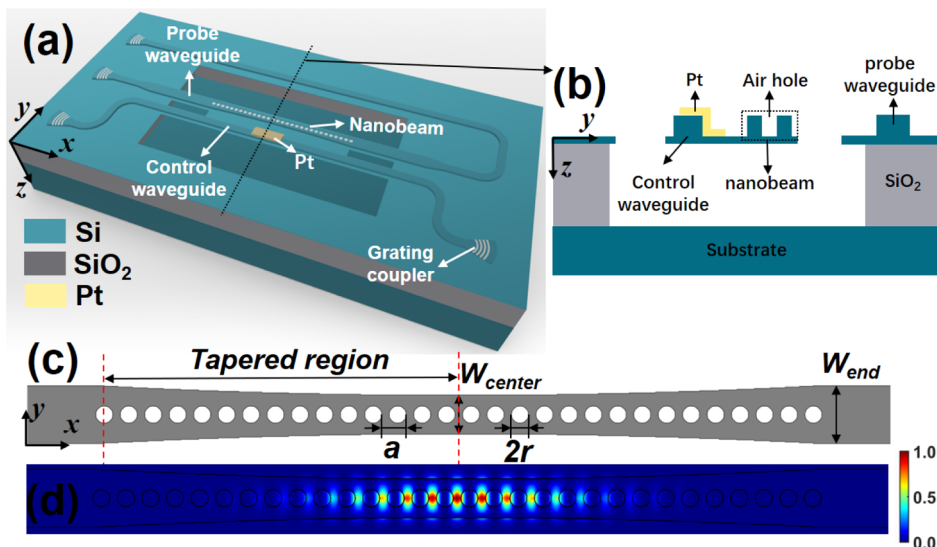 (a)
Probe
waveguide
Nanobeam
Control
waveguide
Pt
Grating
coupler
y
x
z
Si
SiO2
Pt
(b)
Pt
Air hole
probe
waveguide
y
z
Control
waveguide
nanobeam
SiO2
Substrate
(c)
Tapered region
Wcenter
Wend
y
x
a
2r
(d)
1.0
0.5
0.0